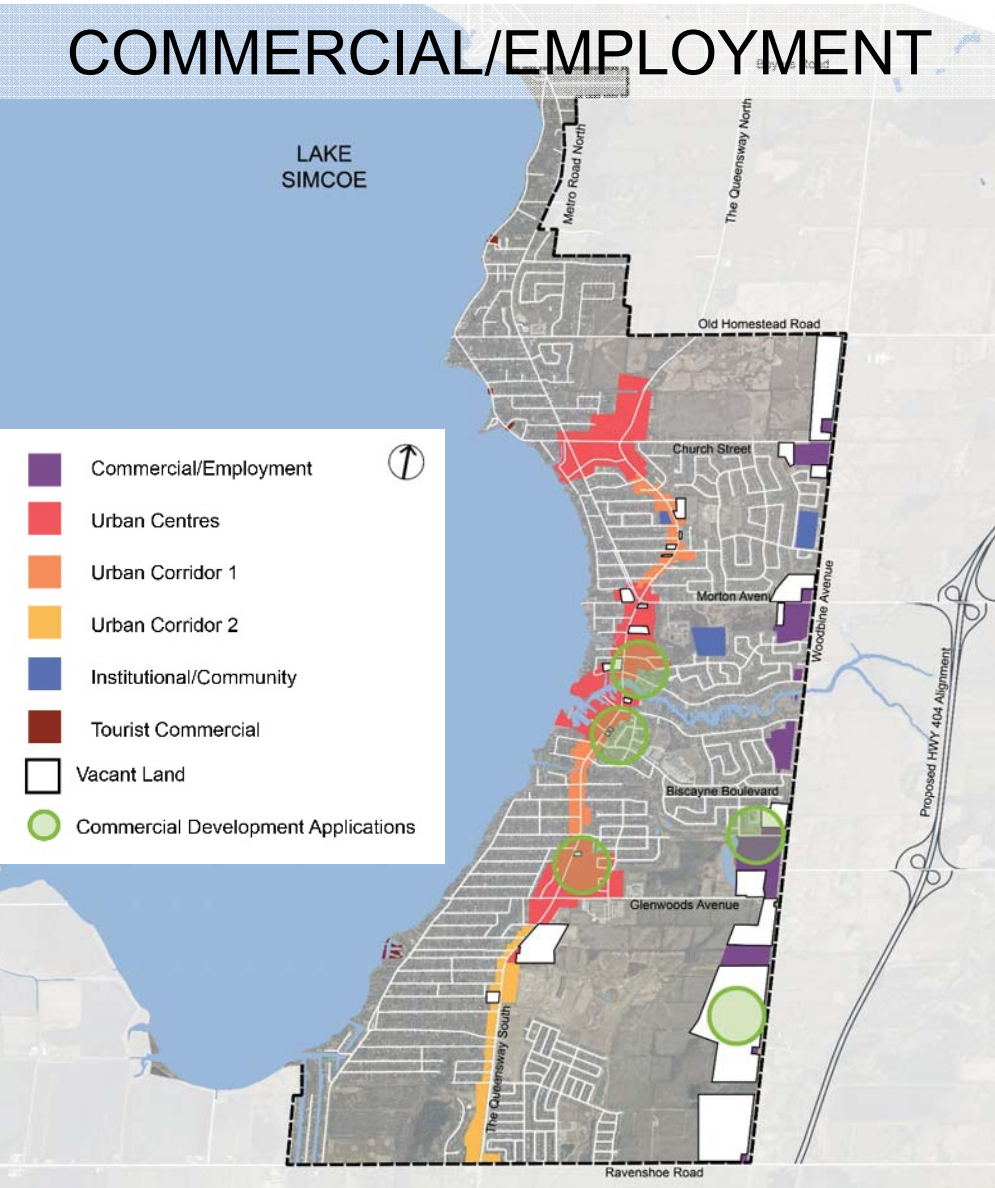 COMMERCIAL/EMPLOYMENT
LAKE
SIMCOE
Metro Road North
The Queensway North
Old Homestead Road
Church Street
Commercial/Employment
Urban Centres
Urban Corridor 1
Urban Corridor 2
Institutional/Community
Tourist Commercial
Vacant Land
Commercial Development Applications
Morton Avenu
Woodbine Avenue
Proposed HWY 404 Alignment
Biscayne Boulevard
Glenwoods Avenue
The Queensway South
Ravenshoe Road